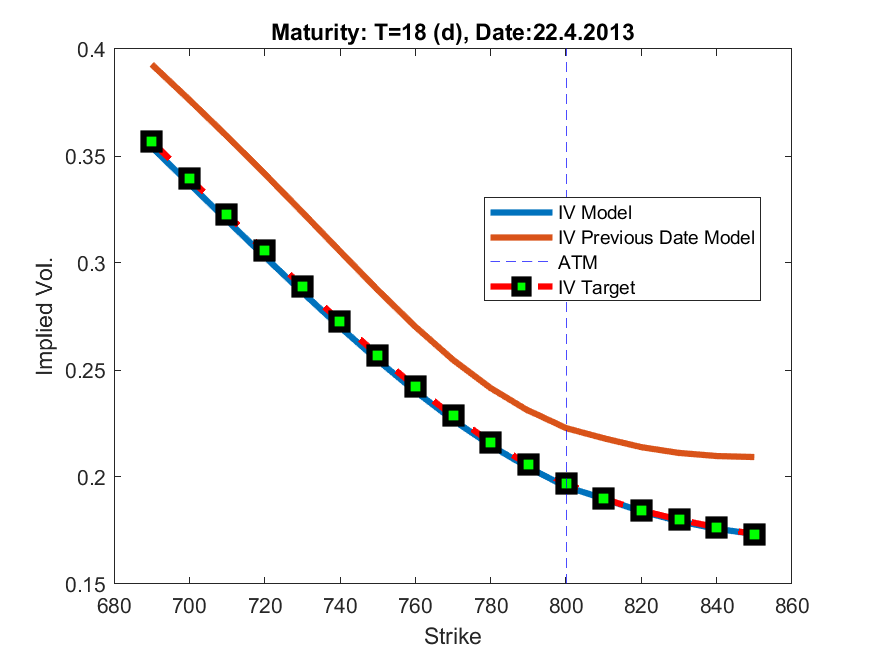 Maturity: T=18 (d), Date:22.4.2013
0.4
0.35
0.3
0.25
0.2
0.15
Implied Vol.
IV Model
IV Previous Date Model
ATM
IV Target
680 700 720 740 760 780 800 820 840 860
Strike